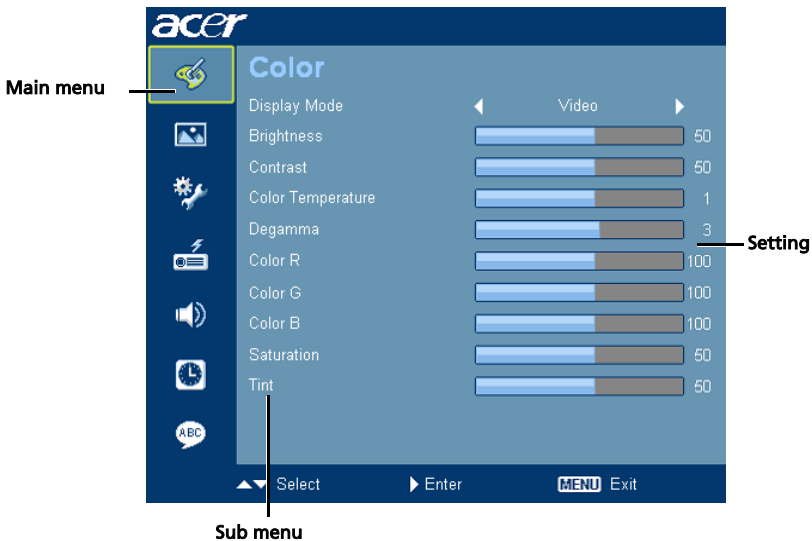 acer
Color
Main menu
Display Mode Video
Brightness 50
Contrast 50
Color Temperature 1
Degamma 3
Setting
Color R 100
Color G 100
Color B 100
Saturation 50
Tint 50
ABC
Select Enter MENU Exit
Sub menu